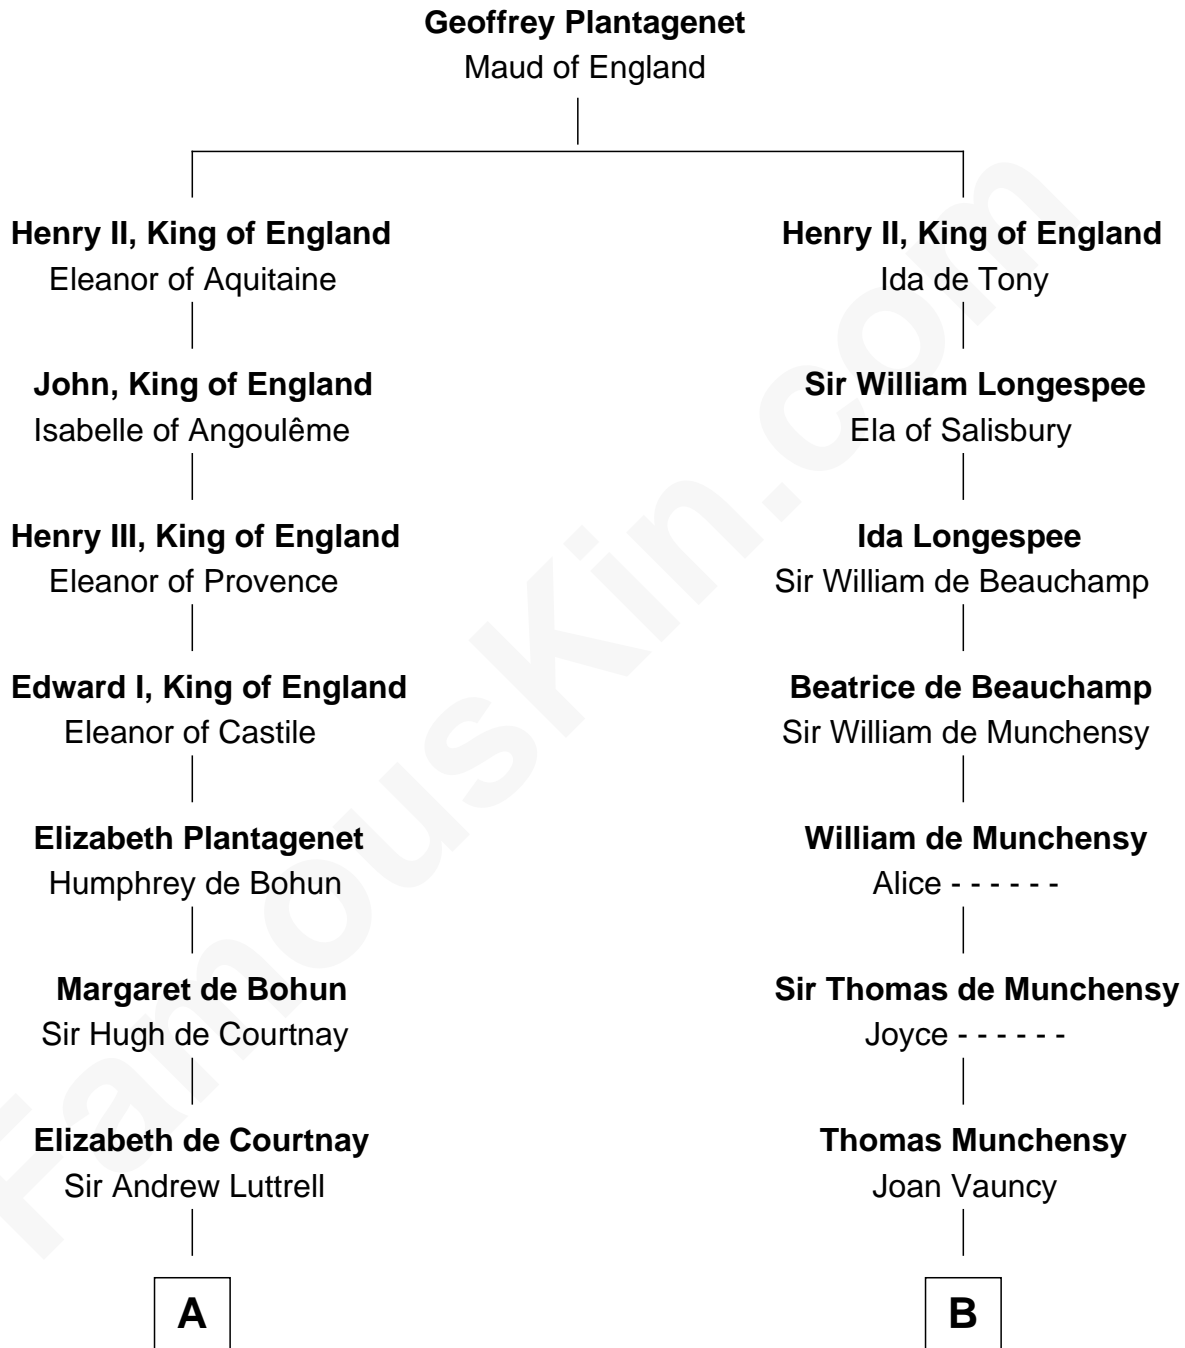 Geoffrey Plantagenet
Maud of England
Henry II, King of England
Eleanor of Aquitaine
John, King of England
Isabelle of Angoulême
Henry III, King of England
Eleanor of Provence
Edward I, King of England
Eleanor of Castile
Elizabeth Plantagenet
Humphrey de Bohun
Margaret de Bohun
Sir Hugh de Courtnay
Elizabeth de Courtnay
Sir Andrew Luttrell
A
Henry II, King of England
Ida de Tony
Sir William Longespee
Ela of Salisbury
Ida Longespee
Sir William de Beauchamp
Beatrice de Beauchamp
Sir William de Munchensy
William de Munchensy
Alice - - - - - -
Sir Thomas de Munchensy
Joyce - - - - - -
Thomas Munchensy
Joan Vauncy
B
FamousKin.com